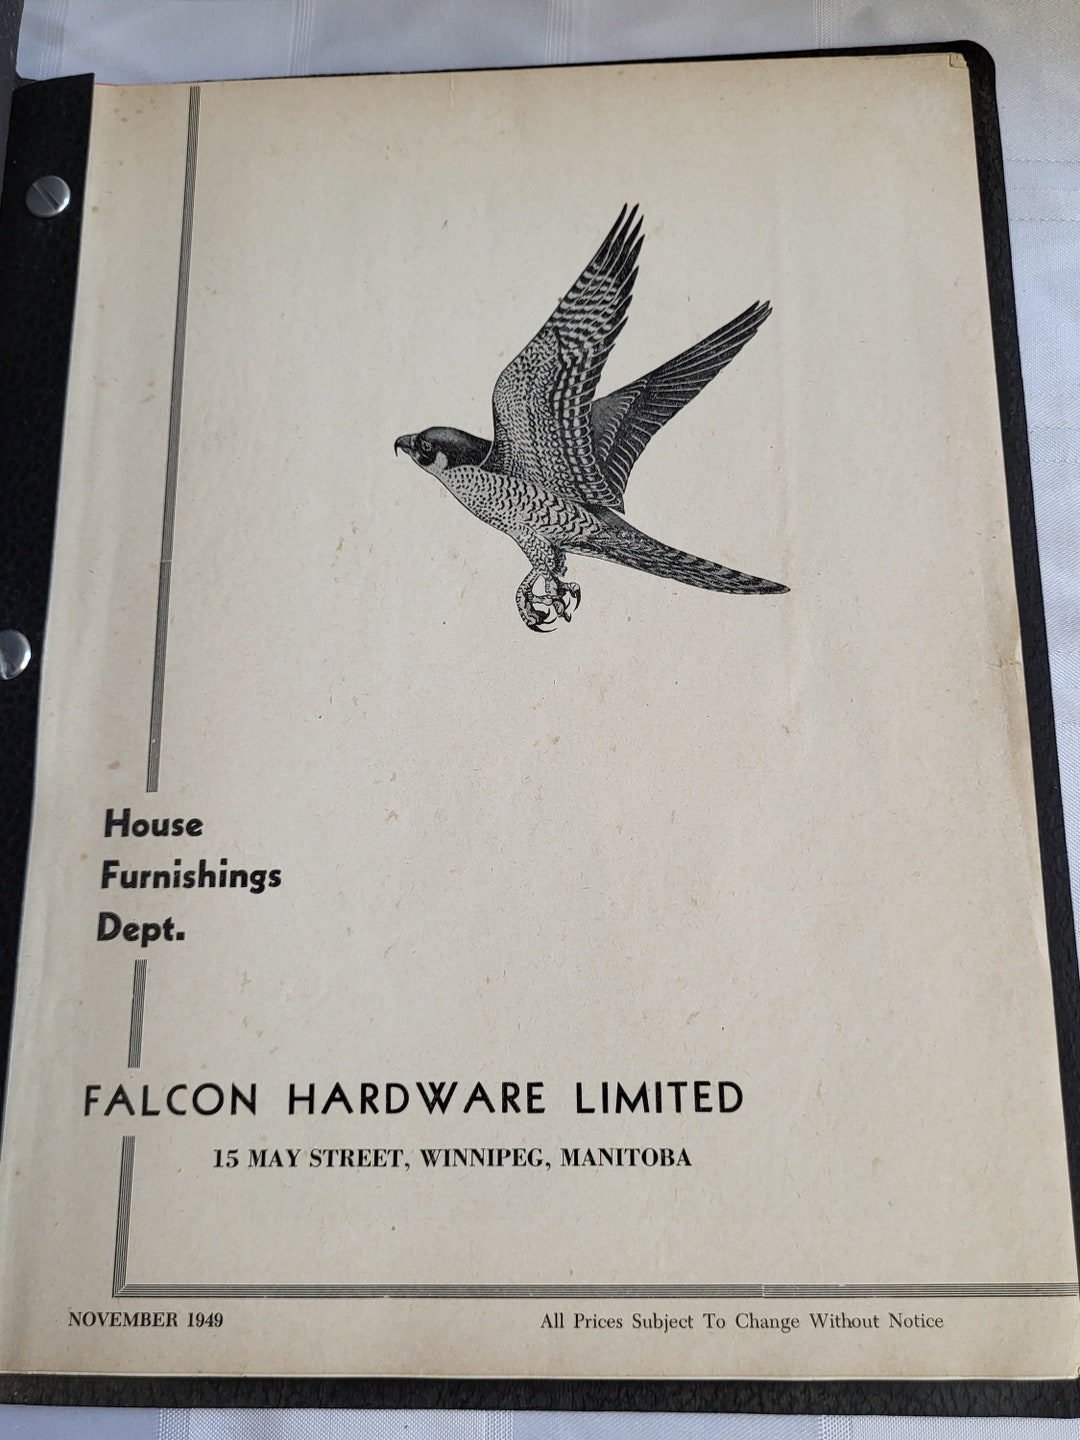 House
Furnishings
Dept.
FALCON HARDWARE LIMITED
15 MAY STREET, WINNIPEG, MANITOBA
NOVEMBER 1949
All Prices Subject To Change Without Notice